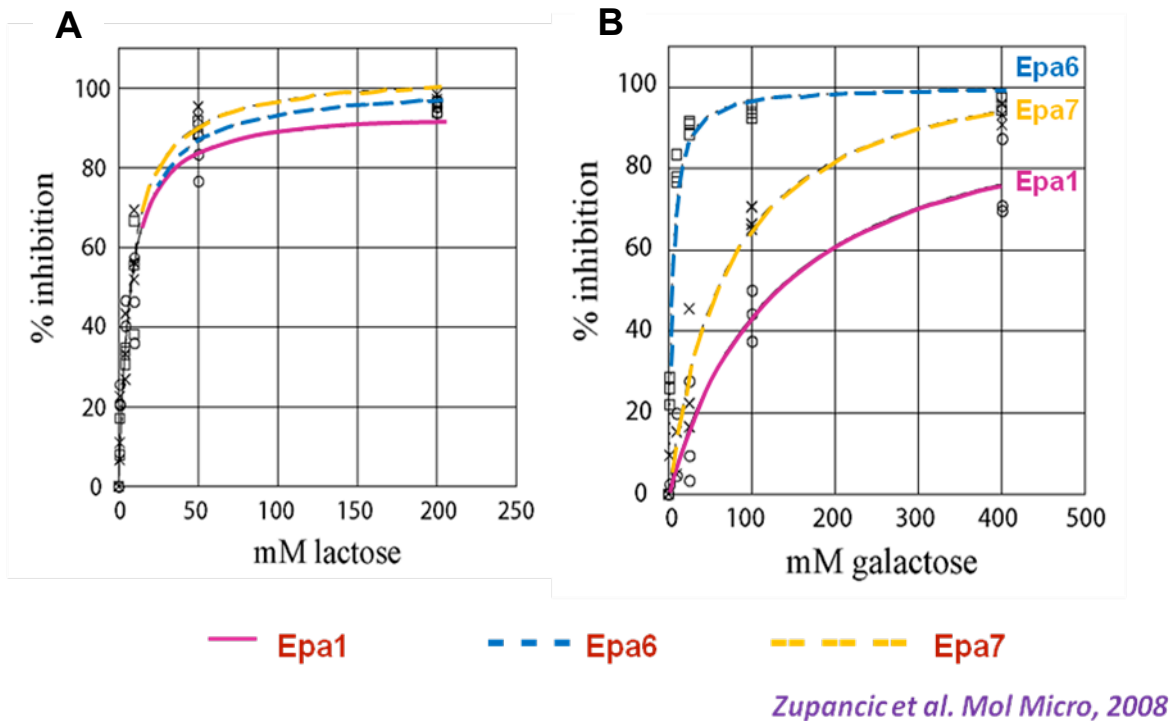 A
B
100
80
60
40
20
0
% inhibition
0 50 100 150 200 250
mM lactose
100
80
60
40
20
0
% inhibition
0 100 200 300 400 500
mM galactose
Epa6
Epa7
Epa1
Epa1 Epa6 Epa7
Zupancic et al. Mol Micro, 2008